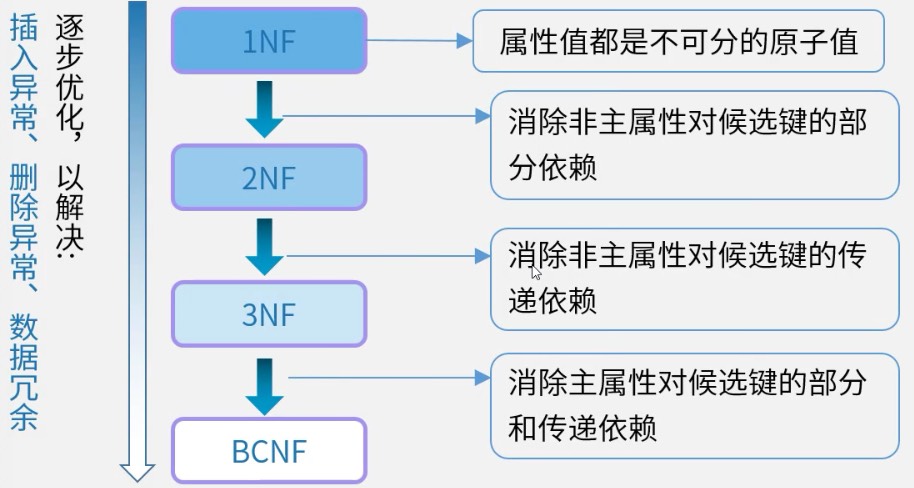 逐步优化，以解决：
插入异常、删除异常、数据冗余
1NF
属性值都是不可分的原子值
消除非主属性对候选键的部
分依赖
2NF
消除非主属性对候选键的传
递依赖
3NF
消除主属性对候选键的部分
和传递依赖
BCNF